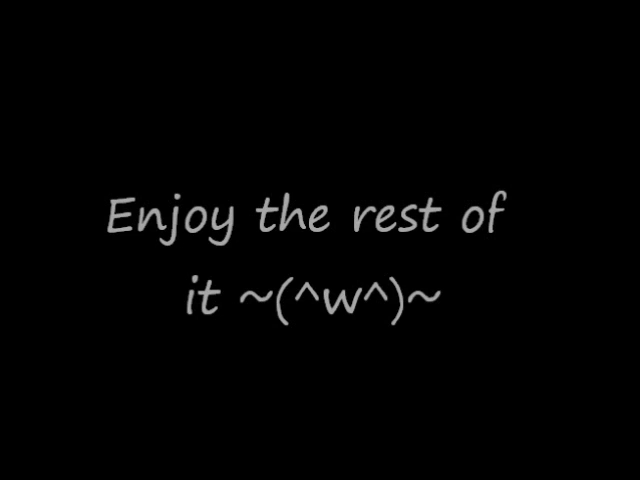 Enjoy the rest of
it ~(^w^)~